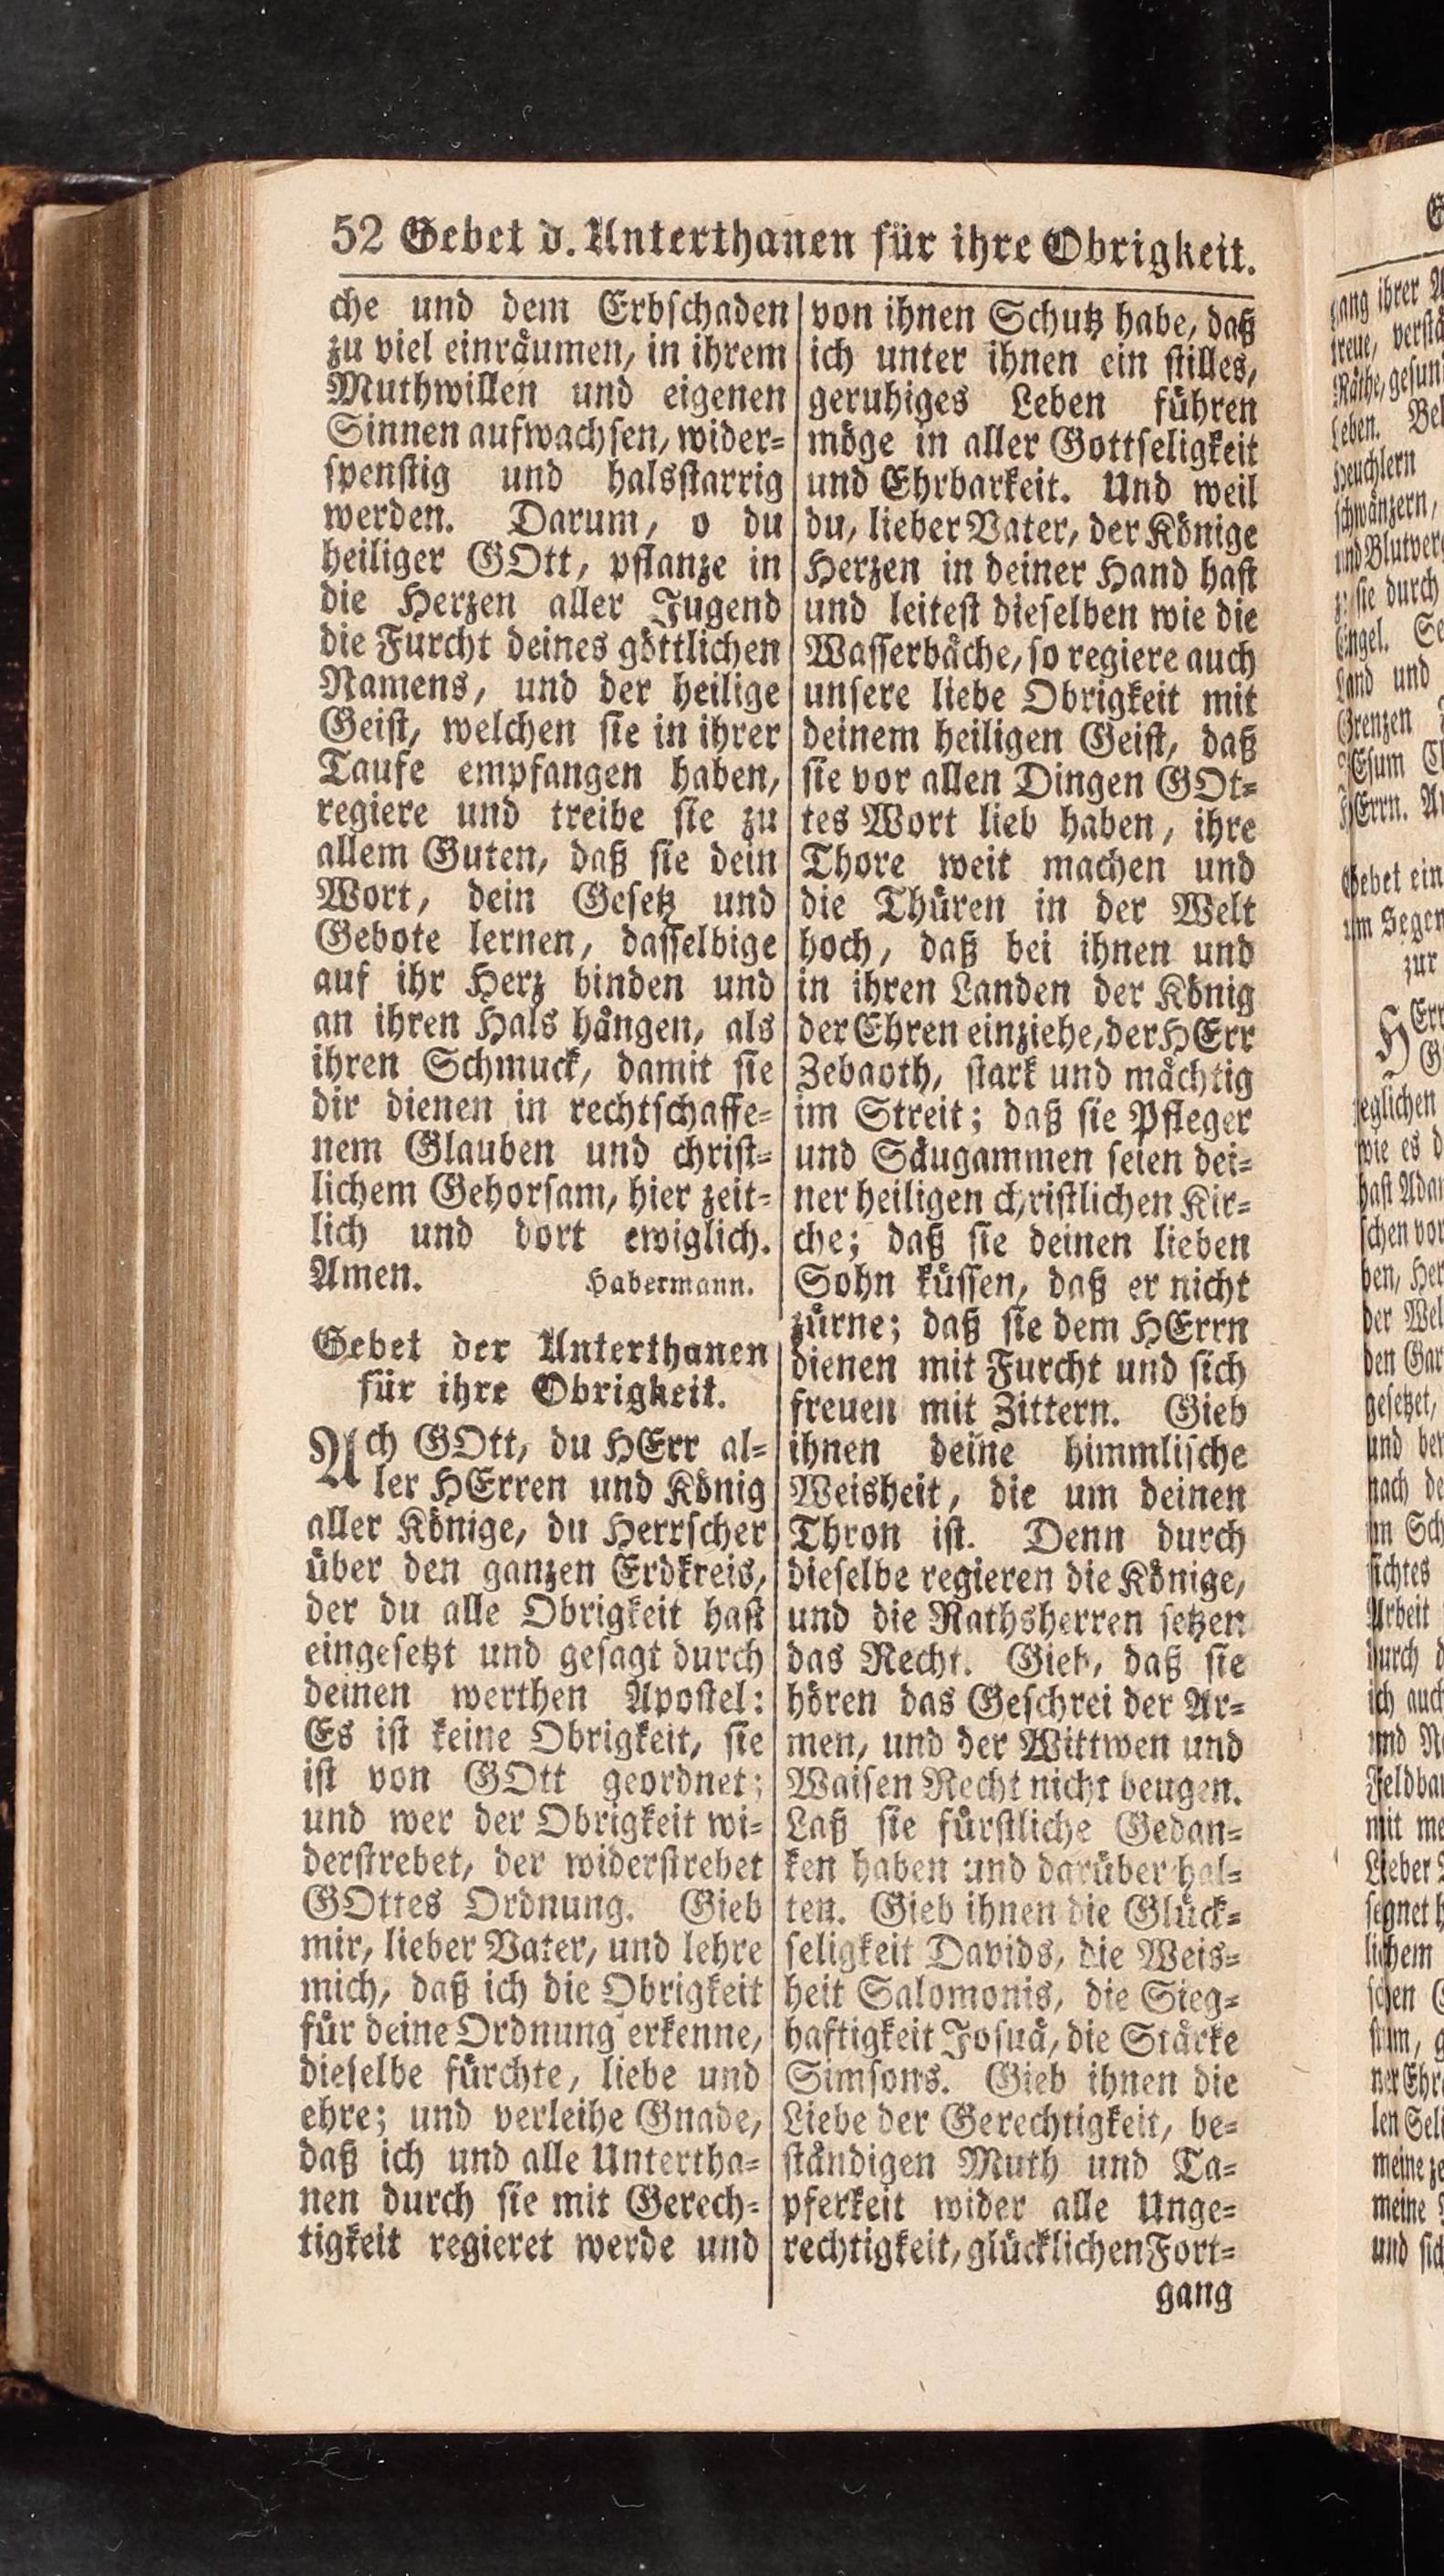 52 Gebet d. Unterthanen für ihre Obrigkeit.
che und dem Erbschaden
zu viel einräumen, in ihrem
Muthwillen und eigenen
Sinnen aufwachsen, wider-
spenstig und halsstarrig
werden. Darum, o du
heiliger GOtt, pflanze in
die Herzen aller Jugend
die Furcht deines göttlichen
Namens, und der heilige
Geist, welchen sie in ihrer
Taufe empfangen haben,
regiere und treibe sie zu
allem Guten, daß sie dein
Wort, dein Gesetz und
Gebote lernen, dasselbige
auf ihr Herz binden und
an ihren Hals hängen, als
ihren Schmuck, damit sie
dir dienen in rechtschaffe-
nem Glauben und christ-
lichem Gehorsam, hier zeit-
lich und dort ewiglich.
Amen. Habermann.
Gebet der Unterthanen
für ihre Obrigkeit.
Ach GOtt, du HErr al-
ler HErren und König
aller Könige, du Herrscher
über den ganzen Erdkreis,
der du alle Obrigkeit hast
eingesetzt und gesagt durch
deinen werthen Apostel:
Es ist keine Obrigkeit, sie
ist von GOtt geordnet;
und wer der Obrigkeit wi-
derstrebet, der widerstrebet
GOttes Ordnung. Gieb
mir, lieber Vater, und lehre
mich, daß ich die Obrigkeit
für deine Ordnung erkenne,
dieselbe fürchte, liebe und
ehre; und verleihe Gnade,
daß ich und alle Untertha-
nen durch sie mit Gerech-
tigkeit regieret werde und
von ihnen Schutz habe, daß
ich unter ihnen ein stilles,
geruhiges Leben führen
möge in aller Gottseligkeit
und Ehrbarkeit. Und weil
du, lieber Vater, der Könige
Herzen in deiner Hand hast
und leitest dieselben wie die
Wasserbäche, so regiere auch
unsere liebe Obrigkeit mit
deinem heiligen Geist, daß
sie vor allen Dingen GOt-
tes Wort lieb haben, ihre
Thore weit machen und
die Thüren in der Welt
hoch, daß bei ihnen und
in ihren Landen der König
der Ehren einziehe, der HErr
Zebaoth, stark und mächtig
im Streit; daß sie Pfleger
und Säugammen seien dei-
ner heiligen christlichen Kir-
che; daß sie deinen lieben
Sohn küssen, daß er nicht
zürne; daß sie dem HErrn
dienen mit Furcht und sich
freuen mit Zittern. Gieb
ihnen deine himmlische
Weisheit, die um deinen
Thron ist. Denn durch
dieselbe regieren die Könige,
und die Rathsherren setzen
das Recht. Gieb, daß sie
hören das Geschrei der Ar-
men, und der Wittwen und
Waisen Recht nicht beugen.
Laß sie fürstliche Gedan-
ken haben und darüber hal-
ten. Gieb ihnen die Glück-
seligkeit Davids, die Weis-
heit Salomonis, die Sieg-
haftigkeit Josuä, die Stärke
Simsons. Gieb ihnen die
Liebe der Gerechtigkeit, be-
ständigen Muth und Ta-
pferkeit wider alle Unge-
rechtigkeit, glücklichen Fort-
gang